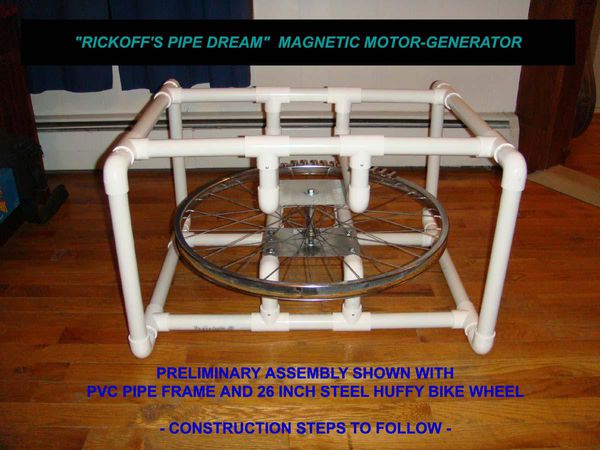 "RICKOFF'S PIPE DREAM" MAGNETIC MOTOR-GENERATOR
PRELIMINARY ASSEMBLY SHOWN WITH
PVC PIPE FRAME AND 26 INCH STEEL HUFFY BIKE WHEEL
- CONSTRUCTION STEPS TO FOLLOW -